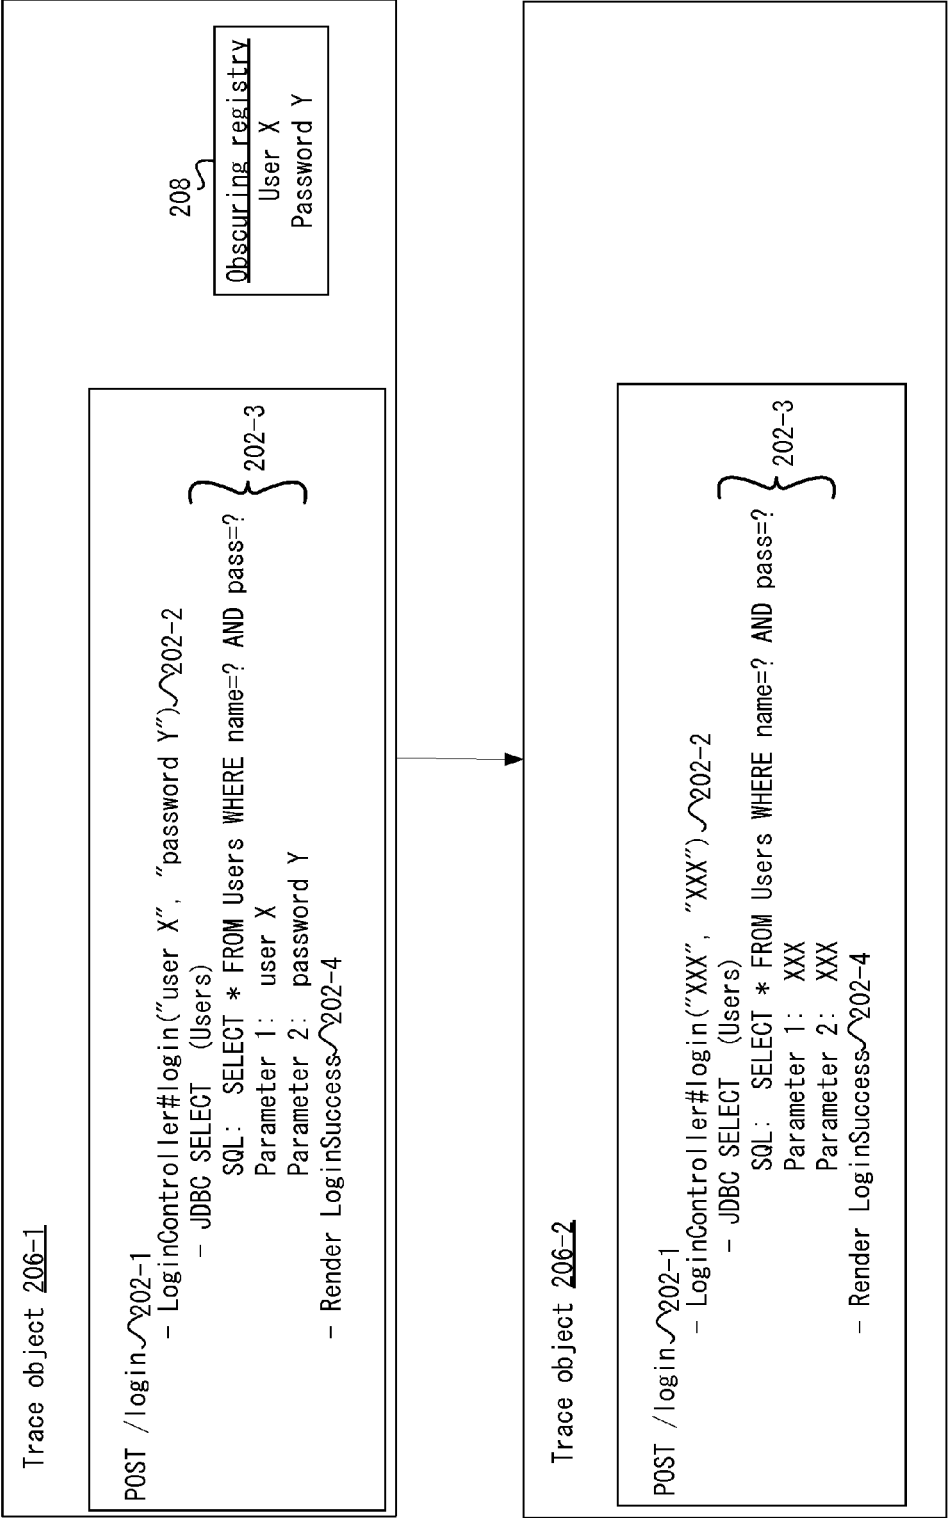 Trace object 206-1
POST /login 202-1
- LoginController#login("user X", "password Y") 202-2
- JDBC SELECT (Users)
SQL: SELECT * FROM Users WHERE name=? AND pass=?
Parameter 1: user X
Parameter 2: password Y
202-3
- Render LoginSuccess 202-4
208
Obscuring registry
User X
Password Y
Trace object 206-2
POST /login 202-1
- LoginController#login("XXX", "XXX") 202-2
- JDBC SELECT (Users)
SQL: SELECT * FROM Users WHERE name=? AND pass=?
Parameter 1: XXX
Parameter 2: XXX
202-3
- Render LoginSuccess 202-4